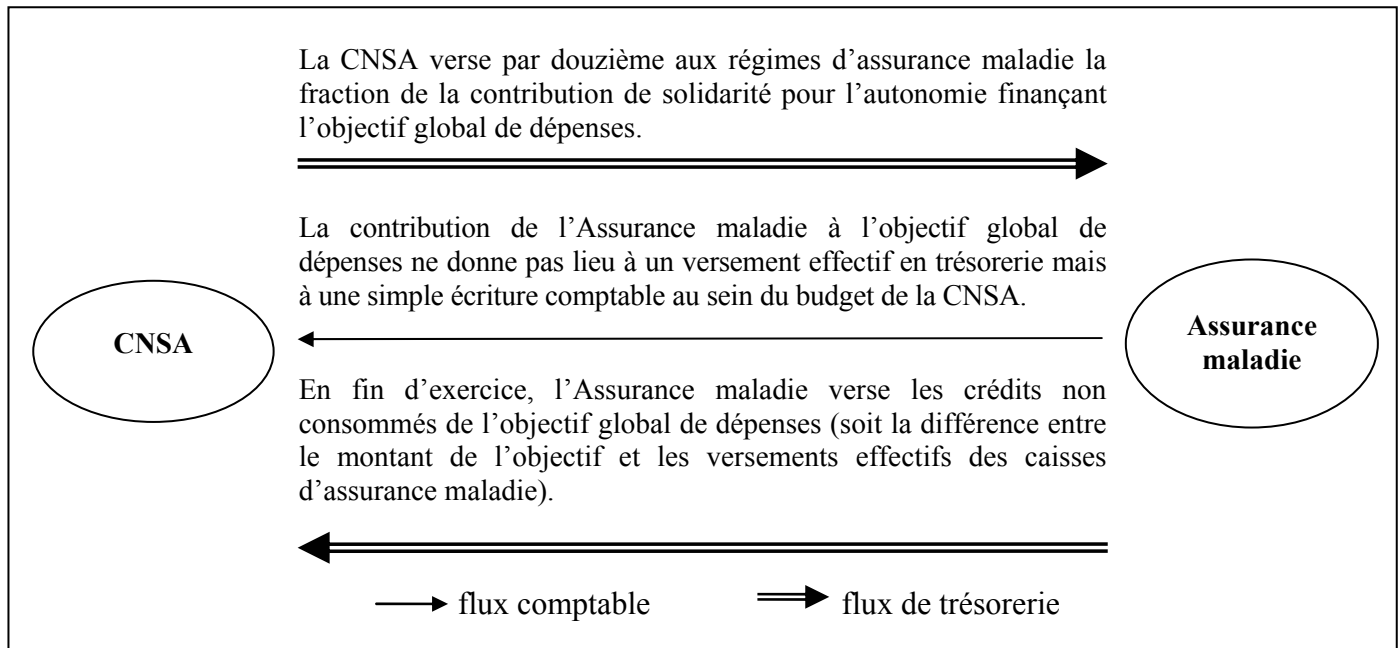 La CNSA verse par douzième aux régimes d’assurance maladie la
fraction de la contribution de solidarité pour l’autonomie finançant
l’objectif global de dépenses.
La contribution de l’Assurance maladie à l’objectif global de
dépenses ne donne pas lieu à un versement effectif en trésorerie mais
à une simple écriture comptable au sein du budget de la CNSA.
CNSA
Assurance
maladie
En fin d’exercice, l’Assurance maladie verse les crédits non
consommés de l’objectif global de dépenses (soit la différence entre
le montant de l’objectif et les versements effectifs des caisses
d’assurance maladie).
flux comptable
flux de trésorerie